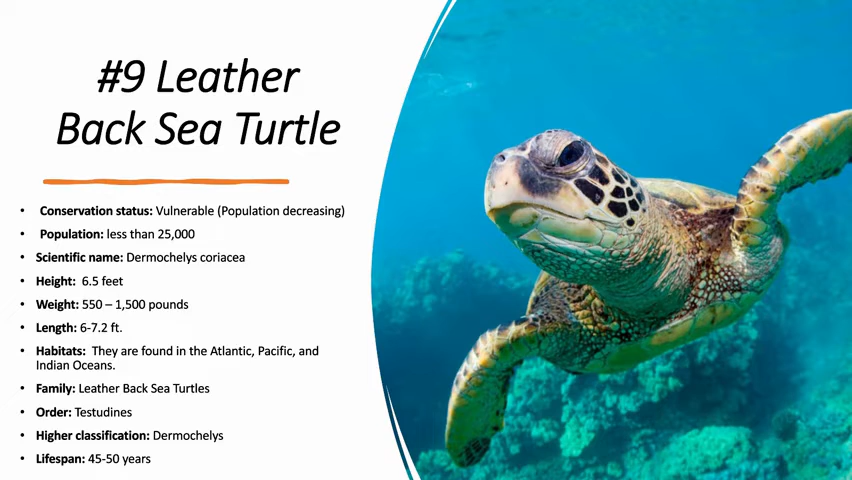 #9 Leather
Back Sea Turtle
• Conservation status: Vulnerable (Population decreasing)
• Population: less than 25,000
• Scientific name: Dermochelys coriacea
• Height: 6.5 feet
• Weight: 550 – 1,500 pounds
• Length: 6-7.2 ft.
• Habitats: They are found in the Atlantic, Pacific, and
Indian Oceans.
• Family: Leather Back Sea Turtles
• Order: Testudines
• Higher classification: Dermochelys
• Lifespan: 45-50 years